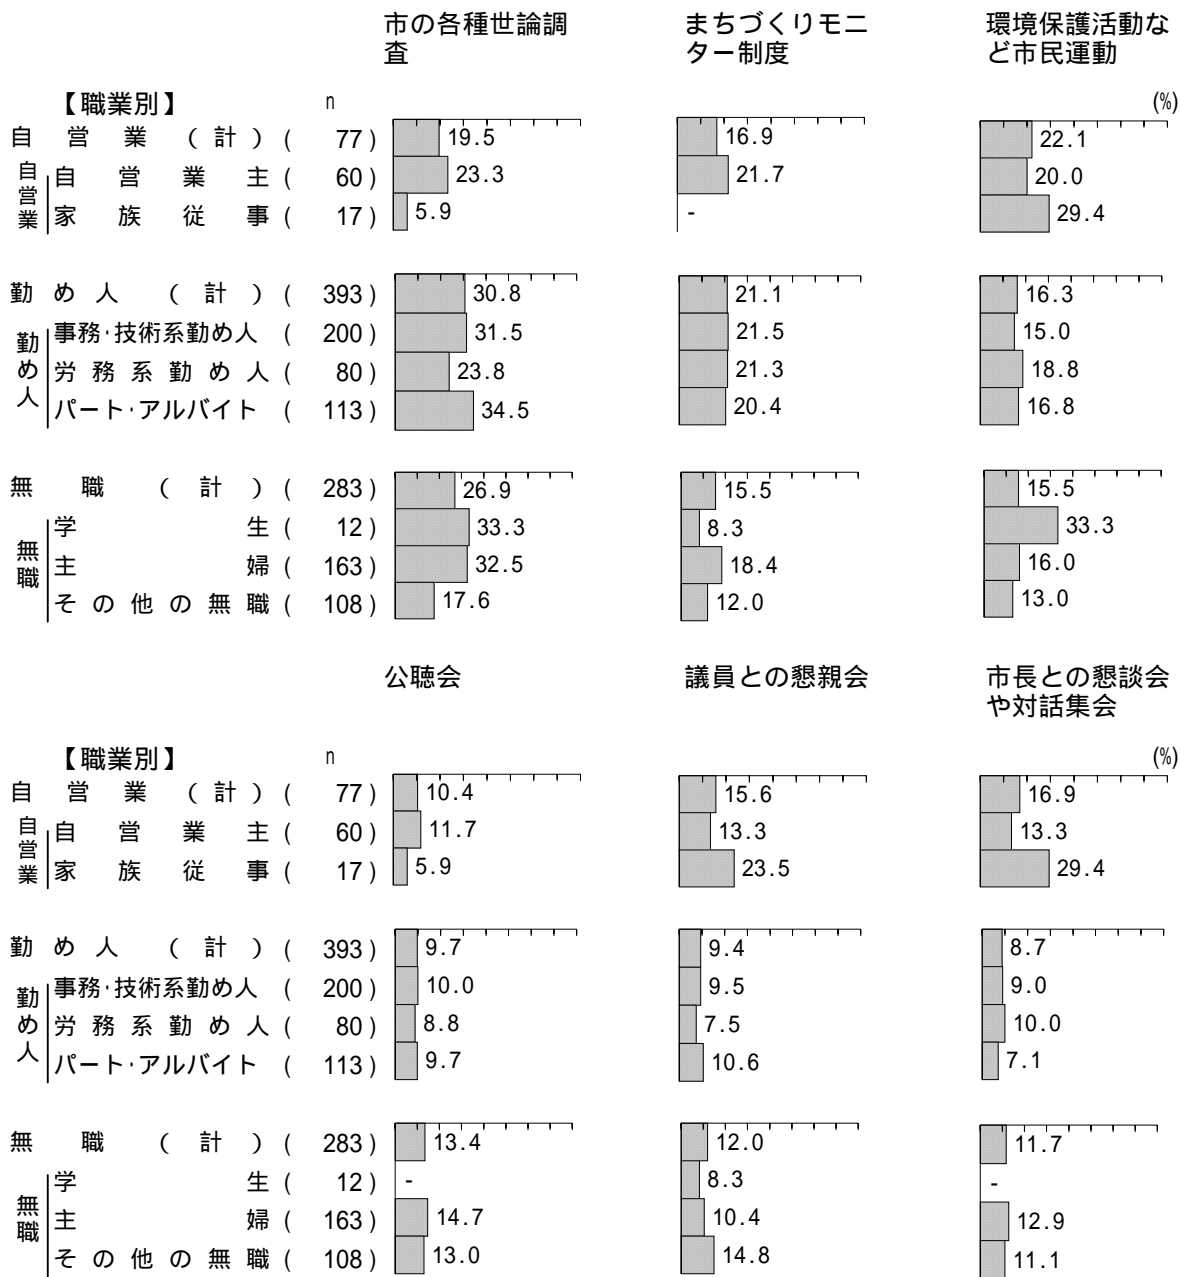 市の各種世論調査
まちづくりモニター制度
環境保護活動など市民運動
【職業別】 n (%)
自営業（計） ( 77) 19.5 16.9 22.1
自営業
自営業主 ( 60) 23.3 21.7 20.0
家族従事 ( 17) 5.9 - 29.4
勤め人（計） ( 393) 30.8 21.1 16.3
勤め人
事務・技術系勤め人 ( 200) 31.5 21.5 15.0
労務系勤め人 ( 80) 23.8 21.3 18.8
パート・アルバイト ( 113) 34.5 20.4 16.8
無職（計） ( 283) 26.9 15.5 15.5
無職
学生 ( 12) 33.3 8.3 33.3
主婦 ( 163) 32.5 18.4 16.0
その他の無職 ( 108) 17.6 12.0 13.0
公聴会
議員との懇親会
市長との懇談会や対話集会
【職業別】 n (%)
自営業（計） ( 77) 10.4 15.6 16.9
自営業
自営業主 ( 60) 11.7 13.3 13.3
家族従事 ( 17) 5.9 23.5 29.4
勤め人（計） ( 393) 9.7 9.4 8.7
勤め人
事務・技術系勤め人 ( 200) 10.0 9.5 9.0
労務系勤め人 ( 80) 8.8 7.5 10.0
パート・アルバイト ( 113) 9.7 10.6 7.1
無職（計） ( 283) 13.4 12.0 11.7
無職
学生 ( 12) - 8.3 -
主婦 ( 163) 14.7 10.4 12.9
その他の無職 ( 108) 13.0 14.8 11.1